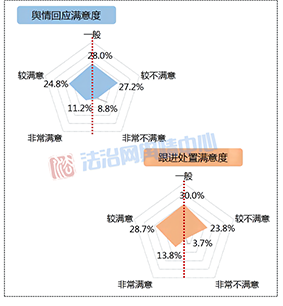 舆情回应满意度
一般
28.0%
较满意
24.8%
较不满意
27.2%
11.2%
8.8%
非常满意
非常不满意
法治网舆情中心
跟进处置满意度
一般
30.0%
较满意
28.7%
较不满意
23.8%
3.7%
13.8%
非常满意
非常不满意